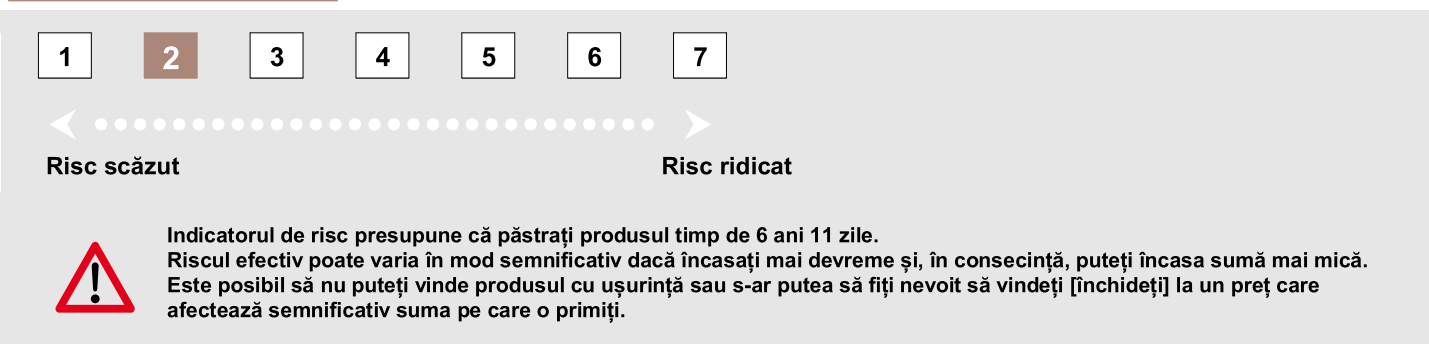 1 2 3 4 5 6 7
Risc scăzut Risc ridicat
Indicatorul de risc presupune că păstrați produsul timp de 6 ani 11 zile.
Riscul efectiv poate varia în mod semnificativ dacă încasați mai devreme și, în consecință, puteți încasa sumă mai mică.
Este posibil să nu puteți vinde produsul cu ușurință sau s-ar putea să fiți nevoit să vindeți [închideți] la un preț care
afectează semnificativ suma pe care o primiți.